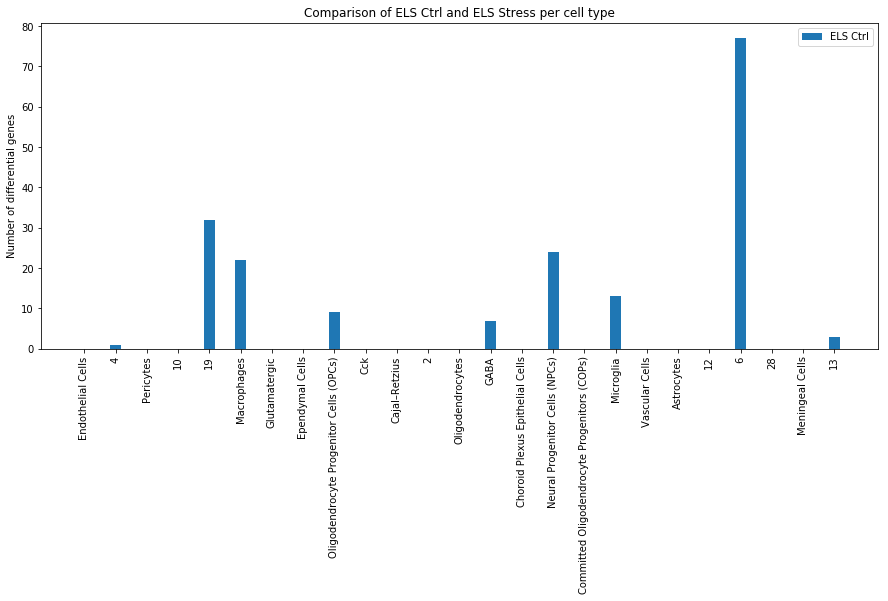 Comparison of ELS Ctrl and ELS Stress per cell type
ELS Ctrl
Number of differential genes
80
70
60
50
40
30
20
10
0
Endothelial Cells
4
Pericytes
10
19
Macrophages
Glutamatergic
Ependymal Cells
Oligodendrocyte Progenitor Cells (OPCs)
Cck
Cajal–Retzius
2
Oligodendrocytes
GABA
Choroid Plexus Epithelial Cells
Neural Progenitor Cells (NPCs)
Committed Oligodendrocyte Progenitors (COPs)
Microglia
Vascular Cells
Astrocytes
12
6
28
Meningeal Cells
13